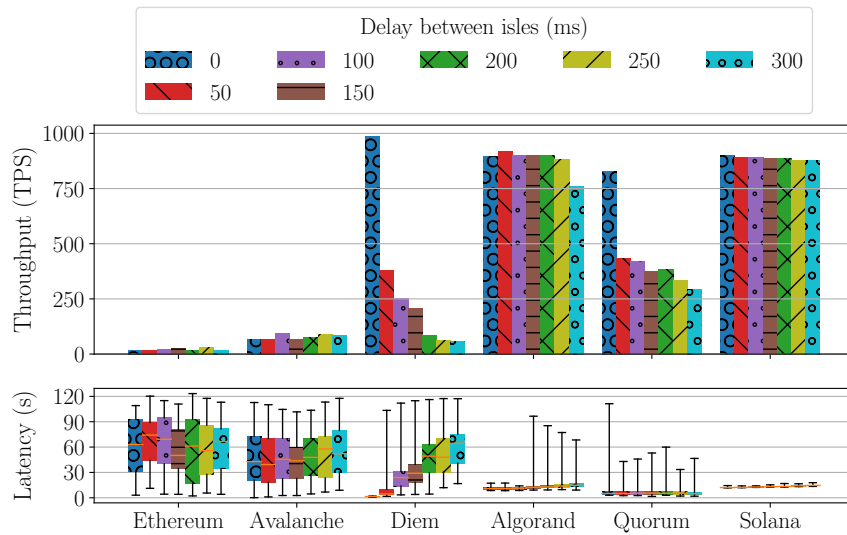 Delay between isles (ms)
0 100 200 250 300
50 150
Throughput (TPS)
1000
750
500
250
0
Latency (s)
120
90
60
30
0
Ethereum Avalanche Diem Algorand Quorum Solana